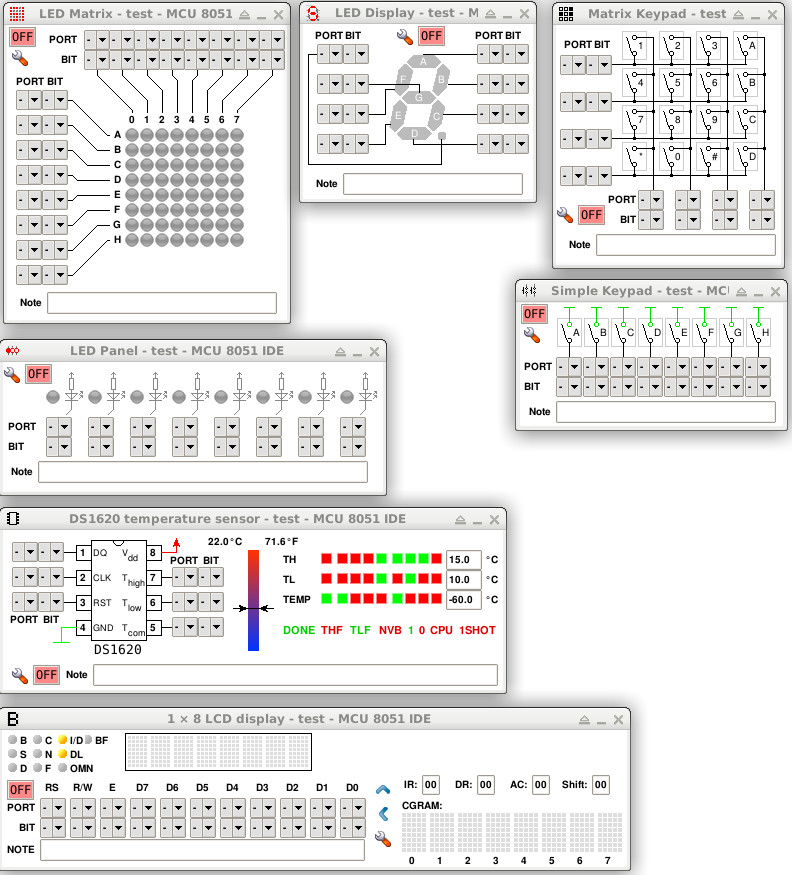 LED Matrix - test - MCU 8051
OFF
PORT
BIT
PORT BIT
0 1 2 3 4 5 6 7
A
B
C
D
E
F
G
H
Note
LED Display - test - M
PORT BIT
OFF
PORT BIT
A
F
B
G
E
C
D
Note
Matrix Keypad - test
PORT BIT
1 2 3 A
4 5 6 B
7 8 9 C
* 0 # D
PORT
OFF
BIT
Note
Simple Keypad - test - MC
OFF
A B C D E F G H
PORT
BIT
Note
LED Panel - test - MCU 8051 IDE
OFF
PORT
BIT
Note
DS1620 temperature sensor - test - MCU 8051 IDE
22.0°C 71.6°F
1 DQ Vdd 8
PORT BIT
2 CLK Thigh 7
3 RST Tlow 6
PORT BIT
4 GND Tcom 5
DS1620
TH 15.0 °C
TL 10.0 °C
TEMP -60.0 °C
DONE THF TLF NVB 1 0 CPU 1SHOT
OFF Note
1 × 8 LCD display - test - MCU 8051 IDE
B C I/D BF
S N DL
D F OMN
OFF RS R/W E D7 D6 D5 D4 D3 D2 D1 D0
PORT
BIT
NOTE
IR: 00 DR: 00 AC: 00 Shift: 00
CGRAM:
0 1 2 3 4 5 6 7